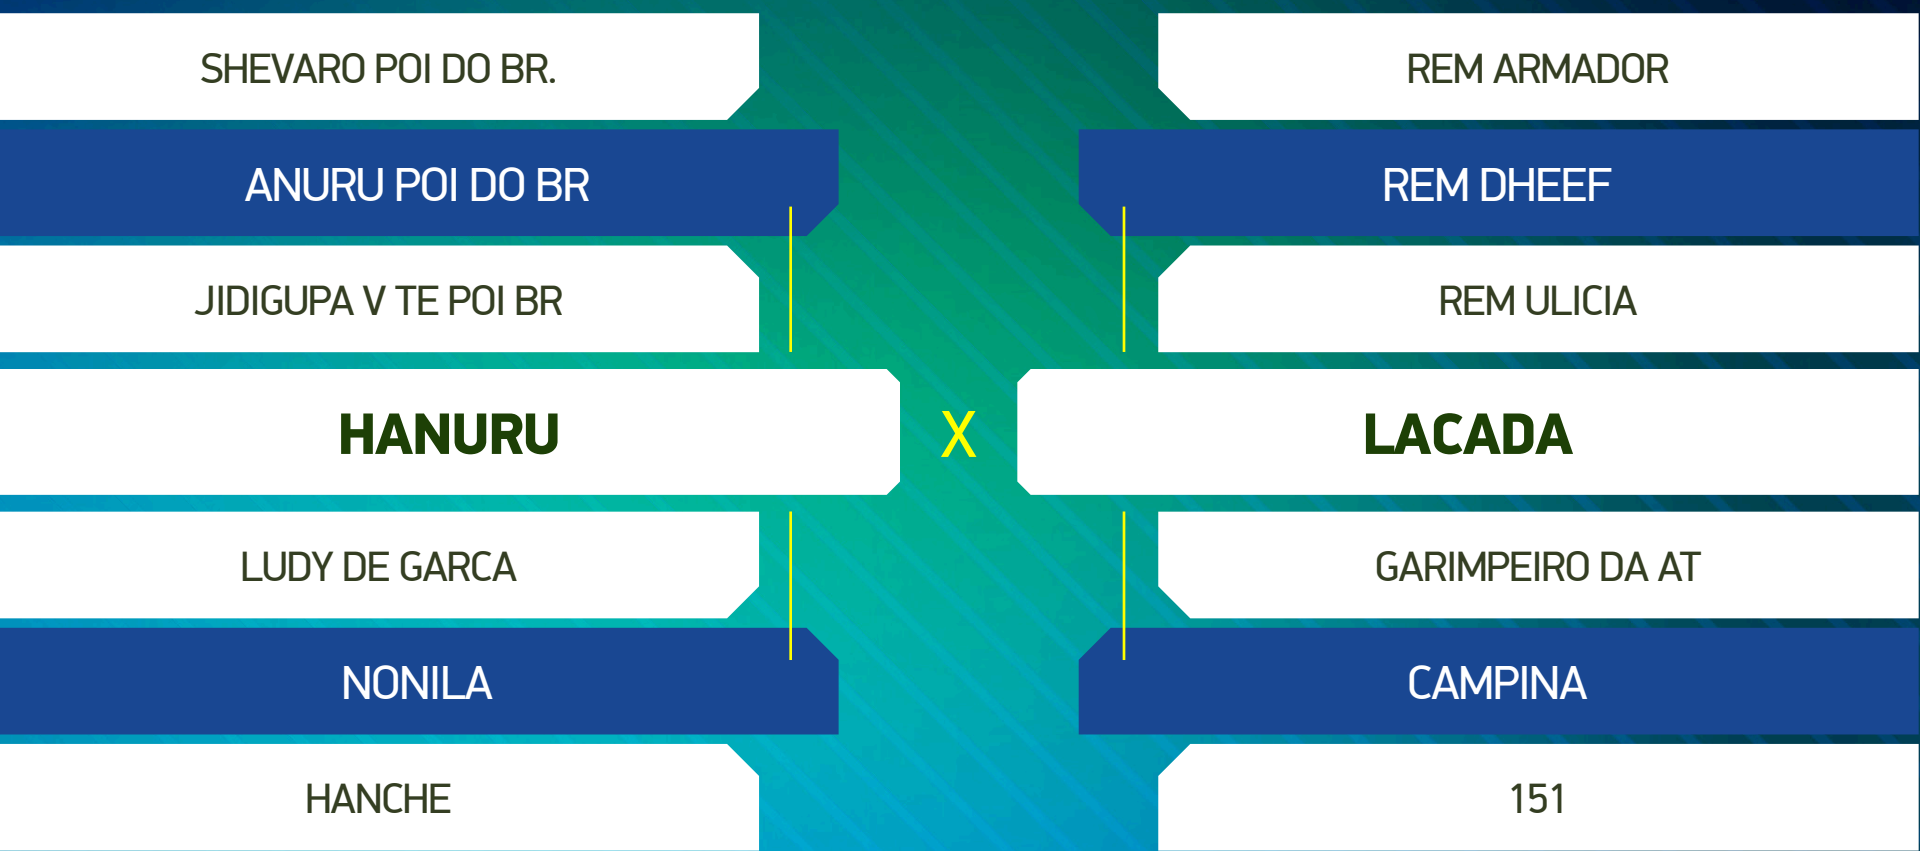 SHEVARO POI DO BR.
ANURU POI DO BR
JIDIGUPA V TE POI BR
HANURU
LUDY DE GARCA
NONILA
HANCHE
X
REM ARMADOR
REM DHEEF
REM ULICIA
LACADA
GARIMPEIRO DA AT
CAMPINA
151